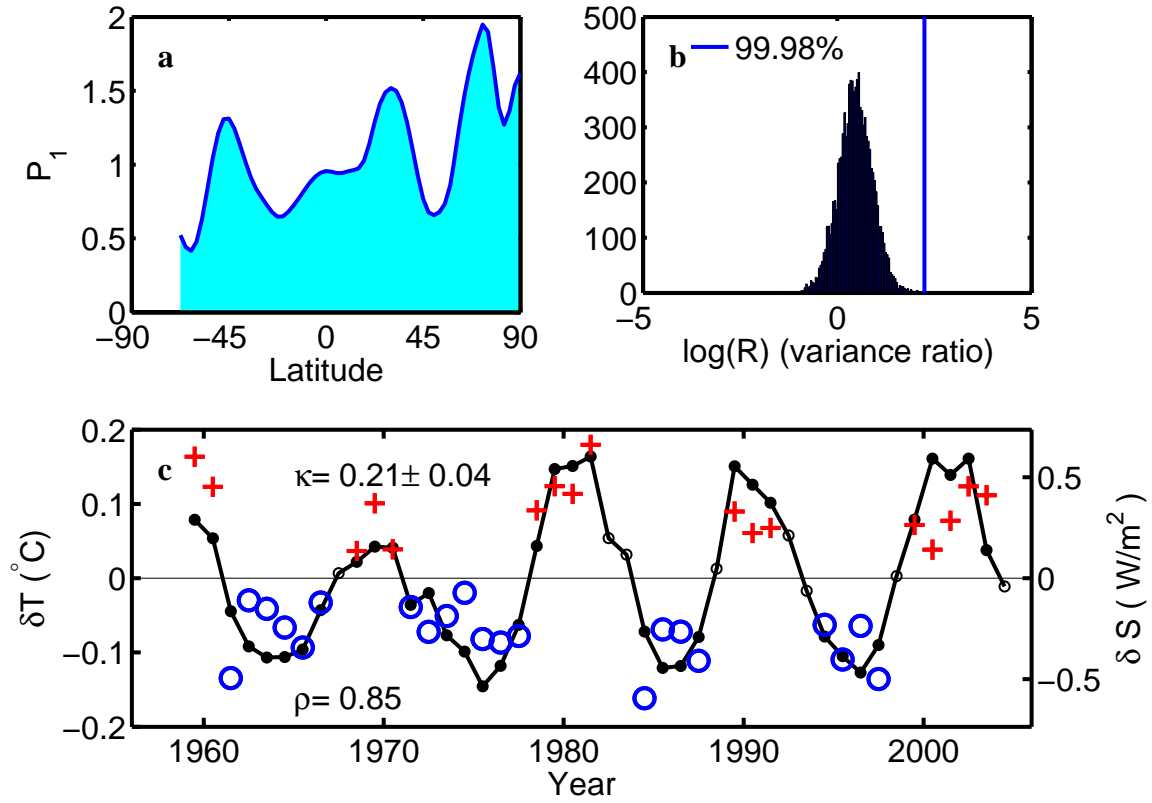 a
2
1.5
1
0.5
0
P_1
−90 −45 0 45 90
Latitude
b
99.98%
500
400
300
200
100
0
−5 0 5
log(R) (variance ratio)
c
κ= 0.21± 0.04
ρ= 0.85
0.2
0.1
0
−0.1
−0.2
δT (°C)
0.5
0
−0.5
δ S ( W/m²)
1960 1970 1980 1990 2000
Year